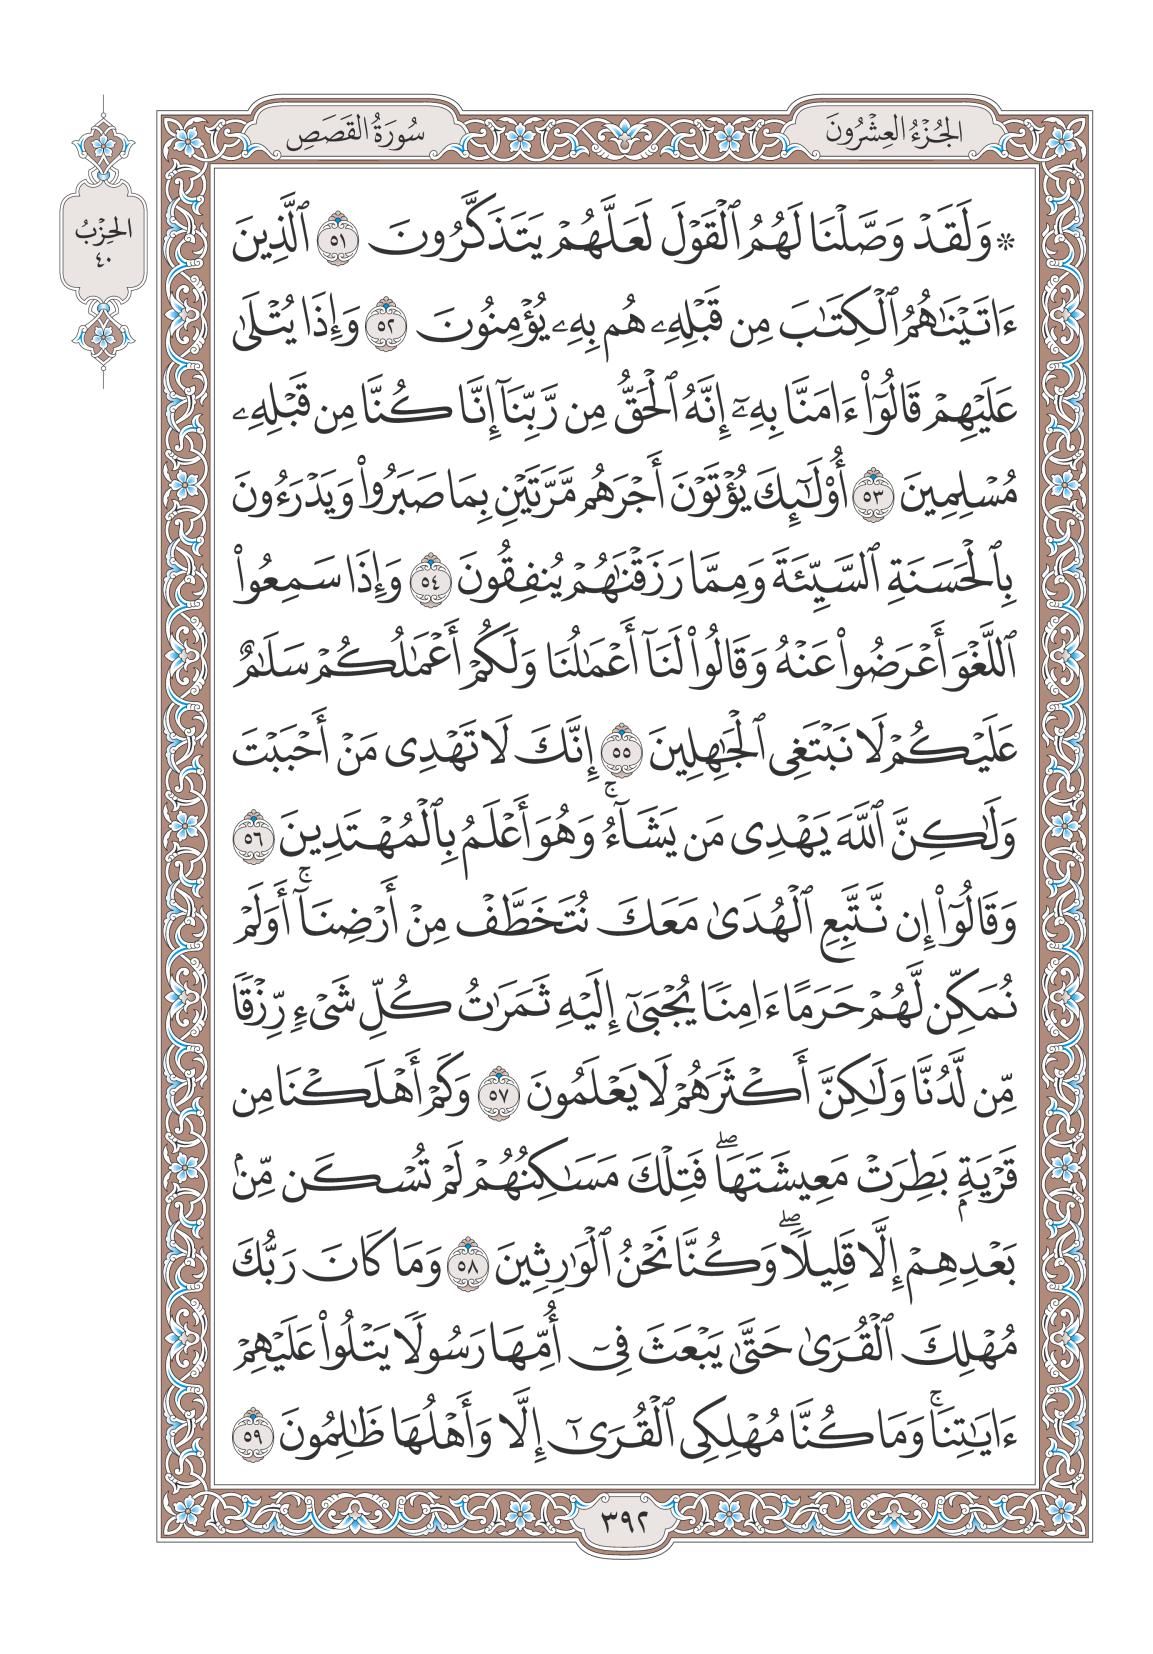 الجُزْءُ العِشْرُونَ
سُورَةُ القَصَصِ
الحِزْبُ
٤٠
۞ وَلَقَدْ وَصَّلْنَا لَهُمُ ٱلْقَوْلَ لَعَلَّهُمْ يَتَذَكَّرُونَ ٥١ ٱلَّذِينَ
ءَاتَيْنَٰهُمُ ٱلْكِتَٰبَ مِن قَبْلِهِۦ هُم بِهِۦ يُؤْمِنُونَ ٥٢ وَإِذَا يُتْلَىٰ
عَلَيْهِمْ قَالُوٓا۟ ءَامَنَّا بِهِۦٓ إِنَّهُ ٱلْحَقُّ مِن رَّبِّنَآ إِنَّا كُنَّا مِن قَبْلِهِۦ
مُسْلِمِينَ ٥٣ أُو۟لَٰٓئِكَ يُؤْتَوْنَ أَجْرَهُم مَّرَّتَيْنِ بِمَا صَبَرُوا۟ وَيَدْرَءُونَ
بِٱلْحَسَنَةِ ٱلسَّيِّئَةَ وَمِمَّا رَزَقْنَٰهُمْ يُنفِقُونَ ٥٤ وَإِذَا سَمِعُوا۟
ٱللَّغْوَ أَعْرَضُوا۟ عَنْهُ وَقَالُوا۟ لَنَآ أَعْمَٰلُنَا وَلَكُمْ أَعْمَٰلُكُمْ سَلَٰمٌ
عَلَيْكُمْ لَا نَبْتَغِى ٱلْجَٰهِلِينَ ٥٥ إِنَّكَ لَا تَهْدِى مَنْ أَحْبَبْتَ
وَلَٰكِنَّ ٱللَّهَ يَهْدِى مَن يَشَآءُ ۚ وَهُوَ أَعْلَمُ بِٱلْمُهْتَدِينَ ٥٦
وَقَالُوٓا۟ إِن نَّتَّبِعِ ٱلْهُدَىٰ مَعَكَ نُتَخَطَّفْ مِنْ أَرْضِنَآ ۚ أَوَلَمْ
نُمَكِّن لَّهُمْ حَرَمًا ءَامِنًا يُجْبَىٰٓ إِلَيْهِ ثَمَرَٰتُ كُلِّ شَىْءٍ رِّزْقًا
مِّن لَّدُنَّا وَلَٰكِنَّ أَكْثَرَهُمْ لَا يَعْلَمُونَ ٥٧ وَكَمْ أَهْلَكْنَا مِن
قَرْيَةٍۭ بَطِرَتْ مَعِيشَتَهَا ۖ فَتِلْكَ مَسَٰكِنُهُمْ لَمْ تُسْكَن مِّنۢ
بَعْدِهِمْ إِلَّا قَلِيلًا ۖ وَكُنَّا نَحْنُ ٱلْوَٰرِثِينَ ٥٨ وَمَا كَانَ رَبُّكَ
مُهْلِكَ ٱلْقُرَىٰ حَتَّىٰ يَبْعَثَ فِىٓ أُمِّهَا رَسُولًا يَتْلُوا۟ عَلَيْهِمْ
ءَايَٰتِنَا ۚ وَمَا كُنَّا مُهْلِكِى ٱلْقُرَىٰٓ إِلَّا وَأَهْلُهَا ظَٰلِمُونَ ٥٩
٣٩٢